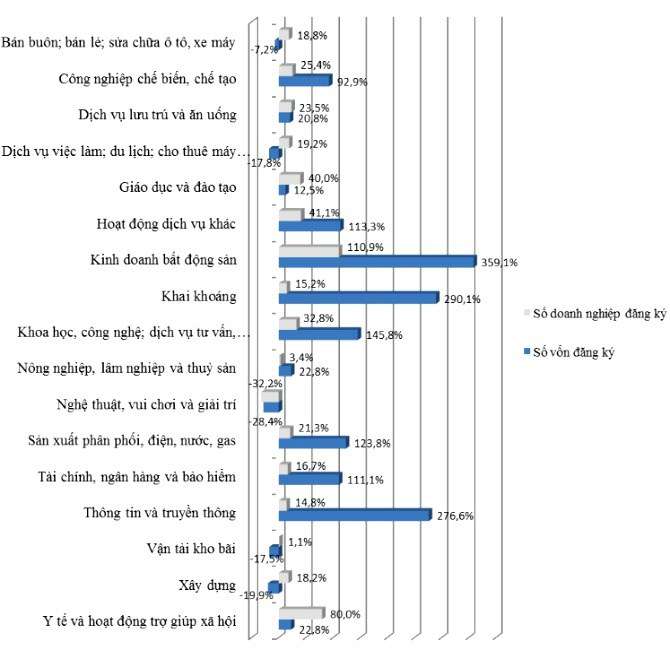 Bán buôn; bán lẻ; sửa chữa ô tô, xe máy
18,8%
-7,2%
Công nghiệp chế biến, chế tạo
25,4%
92,9%
Dịch vụ lưu trú và ăn uống
23,5%
20,8%
Dịch vụ việc làm; du lịch; cho thuê máy …
19,2%
-17,8%
Giáo dục và đào tạo
40,0%
12,5%
Hoạt động dịch vụ khác
41,1%
113,3%
Kinh doanh bất động sản
110,9%
359,1%
Khai khoáng
15,2%
290,1%
Khoa học, công nghệ; dịch vụ tư vấn, …
32,8%
145,8%
Nông nghiệp, lâm nghiệp và thuỷ sản
3,4%
22,8%
Nghệ thuật, vui chơi và giải trí
-32,2%
-28,4%
Sản xuất phân phối, điện, nước, gas
21,3%
123,8%
Tài chính, ngân hàng và bảo hiểm
16,7%
111,1%
Thông tin và truyền thông
14,8%
276,6%
Vận tải kho bãi
1,1%
-17,5%
Xây dựng
18,2%
-19,9%
Y tế và hoạt động trợ giúp xã hội
80,0%
22,8%
Số doanh nghiệp đăng ký
Số vốn đăng ký